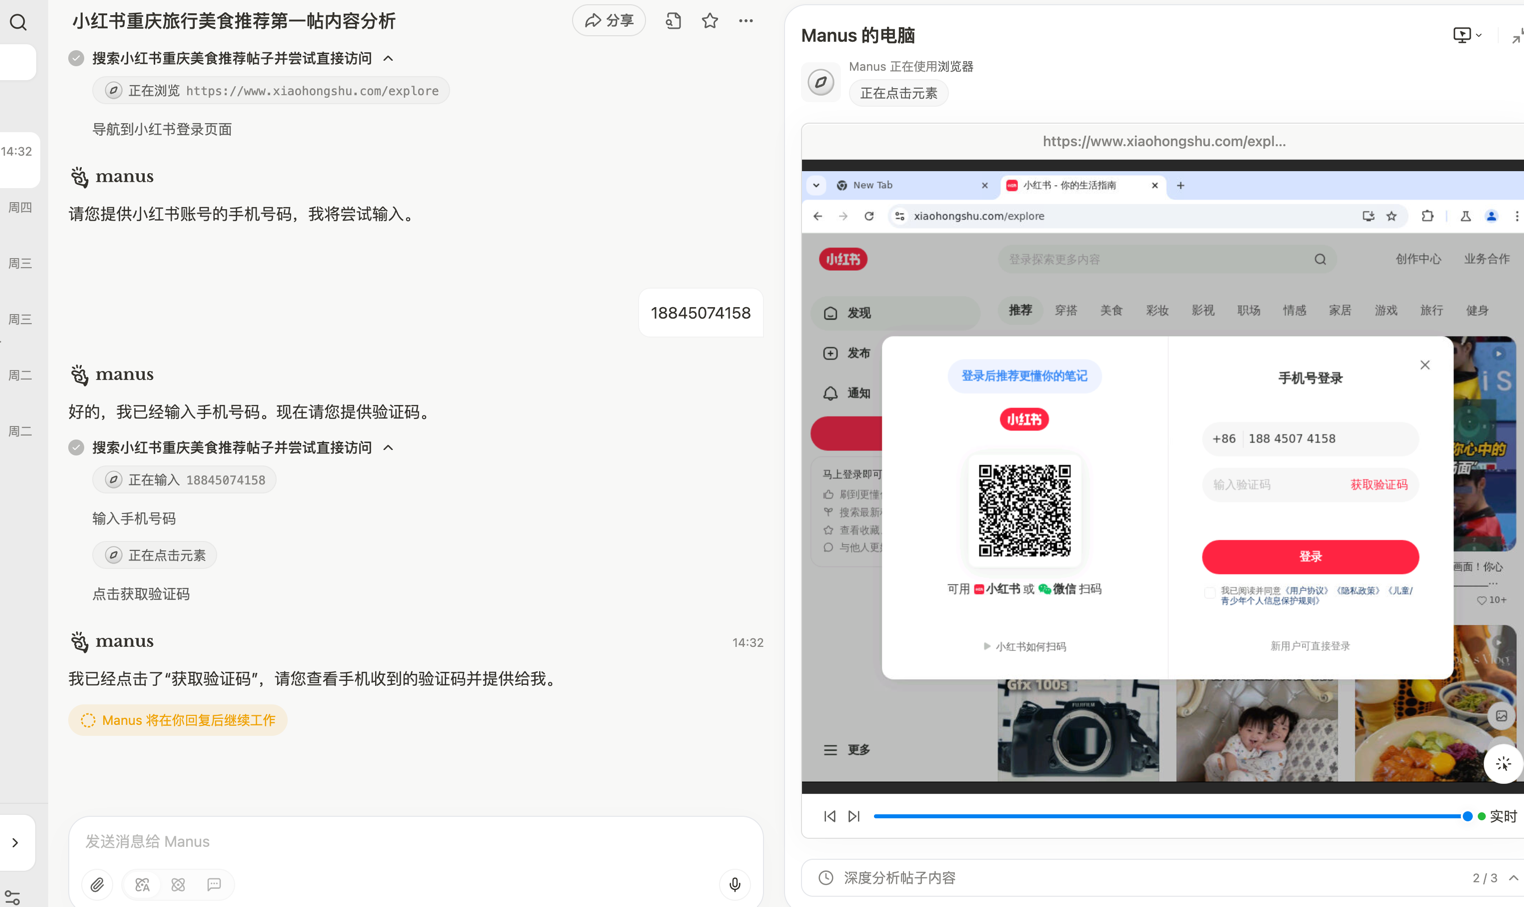 小红书重庆旅行美食推荐第一帖内容分析
分享
搜索小红书重庆美食推荐帖子并尝试直接访问
正在浏览 https://www.xiaohongshu.com/explore
导航到小红书登录页面
manus
请您提供小红书账号的手机号码，我将尝试输入。
18845074158
manus
好的，我已经输入手机号码。现在请您提供验证码。
搜索小红书重庆美食推荐帖子并尝试直接访问
正在输入 18845074158
输入手机号码
正在点击元素
点击获取验证码
manus
14:32
我已经点击了“获取验证码”，请您查看手机收到的验证码并提供给我。
Manus 将在你回复后继续工作
发送消息给 Manus
14:32
周四
周三
周三
周二
周二
Manus 的电脑
Manus 正在使用浏览器
正在点击元素
https://www.xiaohongshu.com/expl...
New Tab
小红书 - 你的生活指南
xiaohongshu.com/explore
小红书
登录探索更多内容
创作中心 业务合作
发现
发布
通知
推荐 穿搭 美食 彩妆 影视 职场 情感 家居 游戏 旅行 健身
马上登录即可
刷到更懂
搜索最新
查看收藏
与他人更
更多
登录后推荐更懂你的笔记
小红书
可用 小红书 或 微信 扫码
小红书如何扫码
手机号登录
+86 188 4507 4158
输入验证码 获取验证码
登录
我已阅读并同意《用户协议》《隐私政策》《儿童/
青少年个人信息保护规则》
新用户可直接登录
你心中的
面"
画面！你心
10+
Gfx 100s
FUJIFILM
实时
深度分析帖子内容
2 / 3